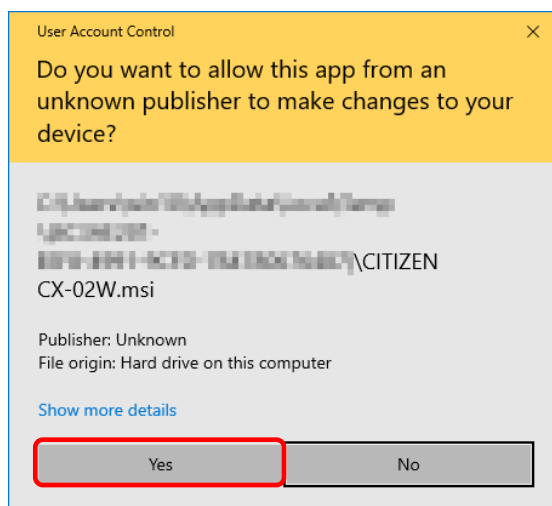 User Account Control
Do you want to allow this app from an
unknown publisher to make changes to your
device?
\CITIZEN
CX-02W.msi
Publisher: Unknown
File origin: Hard drive on this computer
Show more details
Yes
No